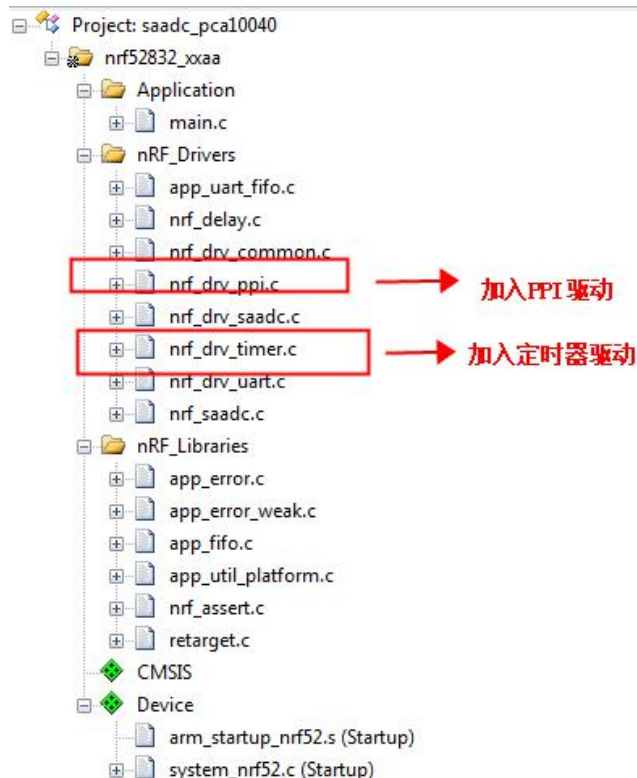 Project: saadc_pca10040
nrf52832_xxaa
Application
main.c
nRF_Drivers
app_uart_fifo.c
nrf_delay.c
nrf_drv_common.c
nrf_drv_ppi.c
加入PPI驱动
nrf_drv_saadc.c
nrf_drv_timer.c
加入定时器驱动
nrf_drv_uart.c
nrf_saadc.c
nRF_Libraries
app_error.c
app_error_weak.c
app_fifo.c
app_util_platform.c
nrf_assert.c
retarget.c
CMSIS
Device
arm_startup_nrf52.s (Startup)
system_nrf52.c (Startup)